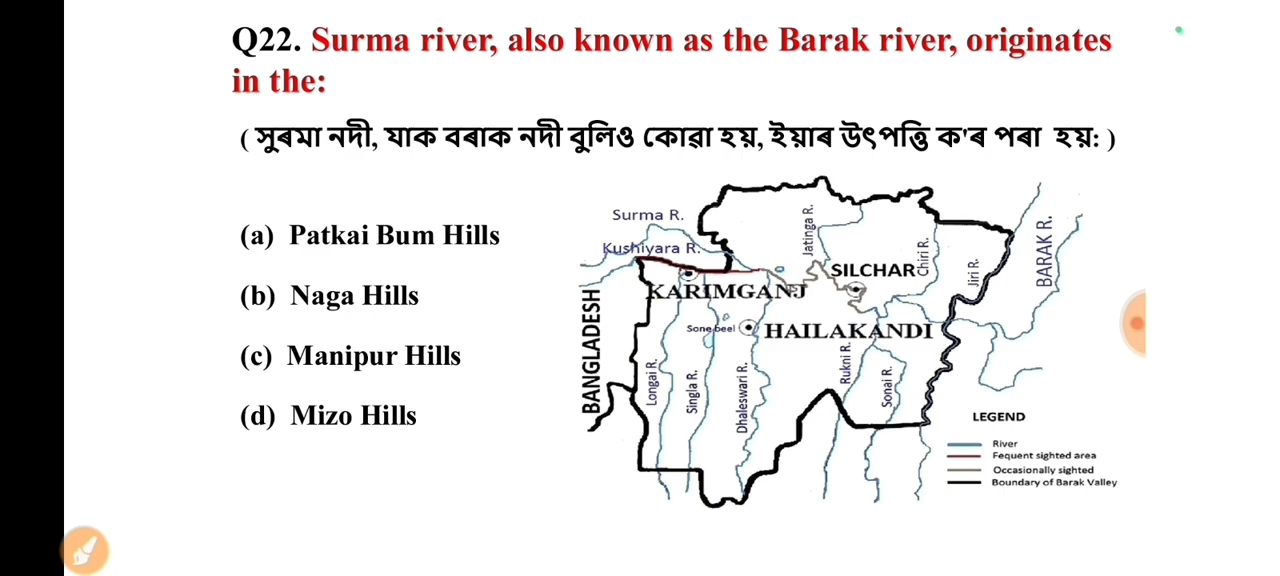 Q22. Surma river, also known as the Barak river, originates
in the:
( সুৰমা নদী, যাক বৰাক নদী বুলিও কোৱা হয়, ইয়াৰ উৎপত্তি ক'ৰ পৰা হয়: )
(a) Patkai Bum Hills
(b) Naga Hills
(c) Manipur Hills
(d) Mizo Hills
Surma R.
Kushiyara R.
Jatinga R.
Chiri R.
Jiri R.
BARAK R.
SILCHAR
KARIMGANJ
BANGLADESH
Sone beel
HAILAKANDI
Longai R.
Singla R.
Dhaleswari R.
Rukni R.
Sonai R.
LEGEND
River
Fequent sighted area
Occasionally sighted
Boundary of Barak Valley